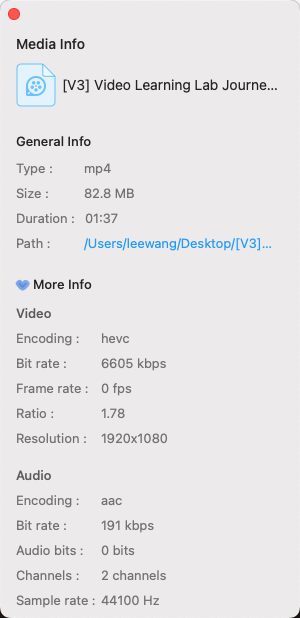 Media Info
[V3] Video Learning Lab Journe...
General Info
Type : mp4
Size : 82.8 MB
Duration : 01:37
Path : /Users/leewang/Desktop/[V3]...
More Info
Video
Encoding : hevc
Bit rate : 6605 kbps
Frame rate : 0 fps
Ratio : 1.78
Resolution : 1920x1080
Audio
Encoding : aac
Bit rate : 191 kbps
Audio bits : 0 bits
Channels : 2 channels
Sample rate : 44100 Hz